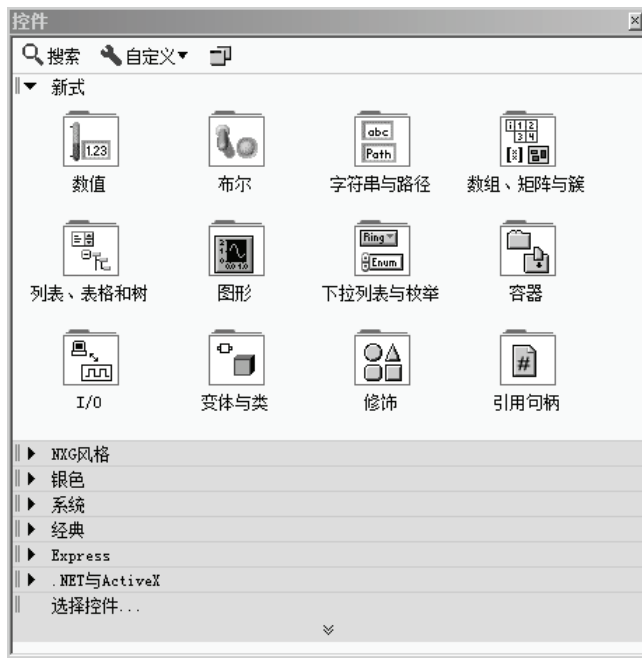 控件
搜索 自定义
新式
1.23 abc Path i 1 2 3 4 [x]
数值 布尔 字符串与路径 数组、矩阵与簇
Ring Enum
列表、表格和树 图形 下拉列表与枚举 容器
#
I/O 变体与类 修饰 引用句柄
NXG风格
银色
系统
经典
Express
.NET与ActiveX
选择控件...